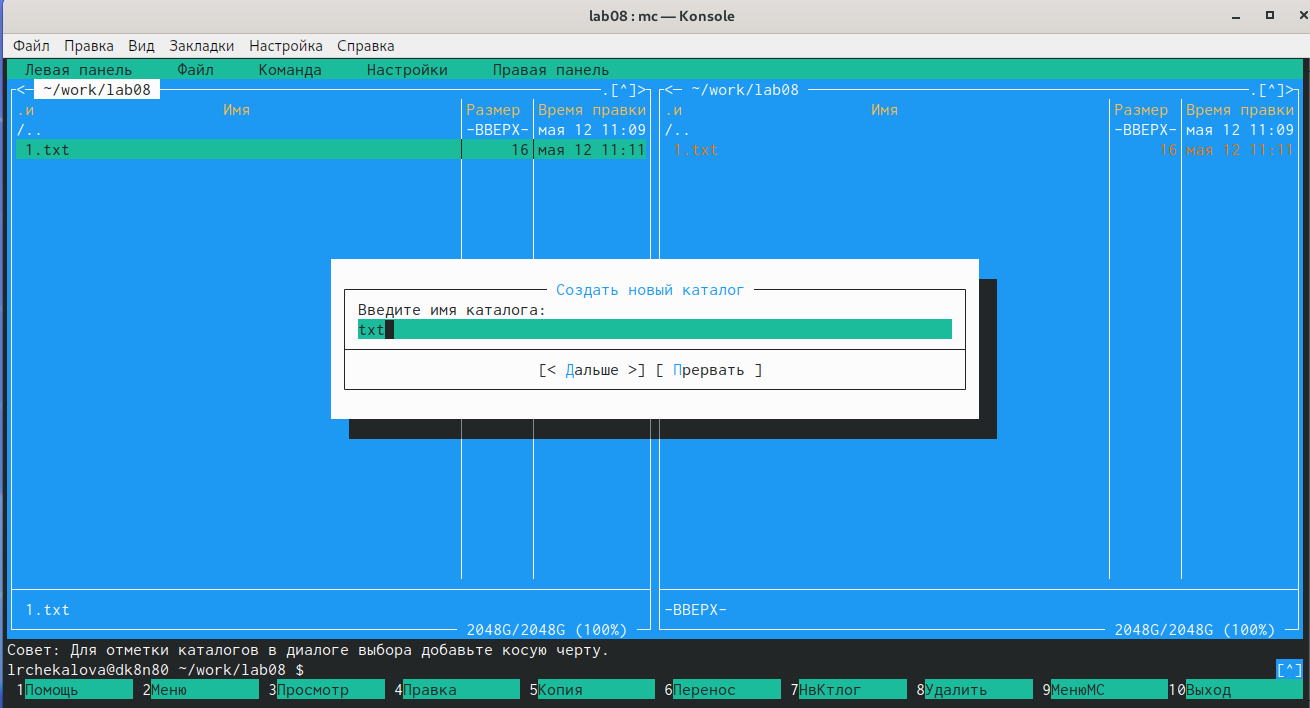 lab08 : mc — Konsole
Файл Правка Вид Закладки Настройка Справка
Левая панель Файл Команда Настройки Правая панель
<─ ~/work/lab08 .[^]> <─ ~/work/lab08 .[^]>
.и Имя Размер Время правки .и Имя Размер Время правки
/.. -ВВЕРХ- мая 12 11:09 /.. -ВВЕРХ- мая 12 11:09
1.txt 16 мая 12 11:11 1.txt 16 мая 12 11:11
Создать новый каталог
Введите имя каталога:
txt
[< Дальше >] [ Прервать ]
1.txt -ВВЕРХ-
2048G/2048G (100%) 2048G/2048G (100%)
Совет: Для отметки каталогов в диалоге выбора добавьте косую черту.
lrchekalova@dk8n80 ~/work/lab08 $ [^]
1Помощь 2Меню 3Просмотр 4Правка 5Копия 6Перенос 7НвКтлог 8Удалить 9МенюMC 10Выход